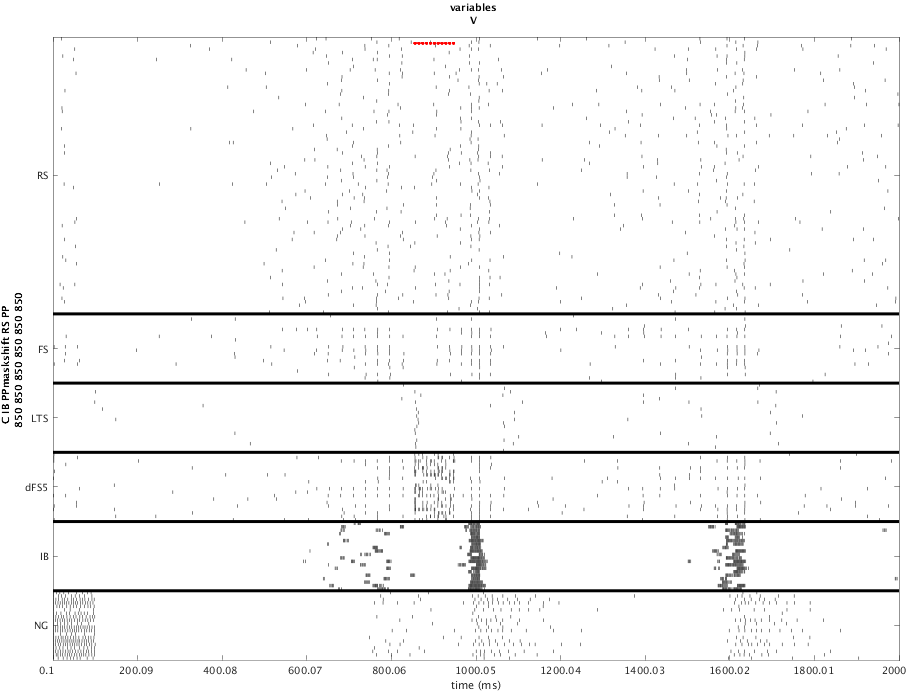 variables
V
C IB PPmaskshift RS PP
850 850 850 850 850 850
RS
FS
LTS
dFS5
IB
NG
0.1 200.09 400.08 600.07 800.06 1000.05 1200.04 1400.03 1600.02 1800.01 2000
time (ms)